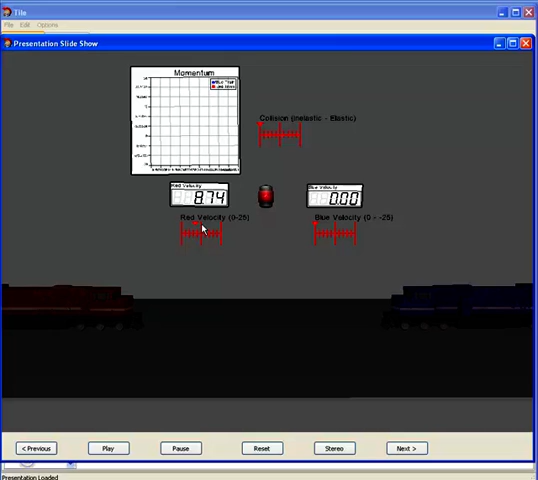 Tile
File Edit Options
Presentation Slide Show
Momentum
Collision (Inelastic - Elastic)
Red Velocity
8.74
Blue Velocity
0.00
Red Velocity (0-25)
Blue Velocity (0 - -25)
< Previous
Play
Pause
Reset
Stereo
Next >
Presentation Loaded